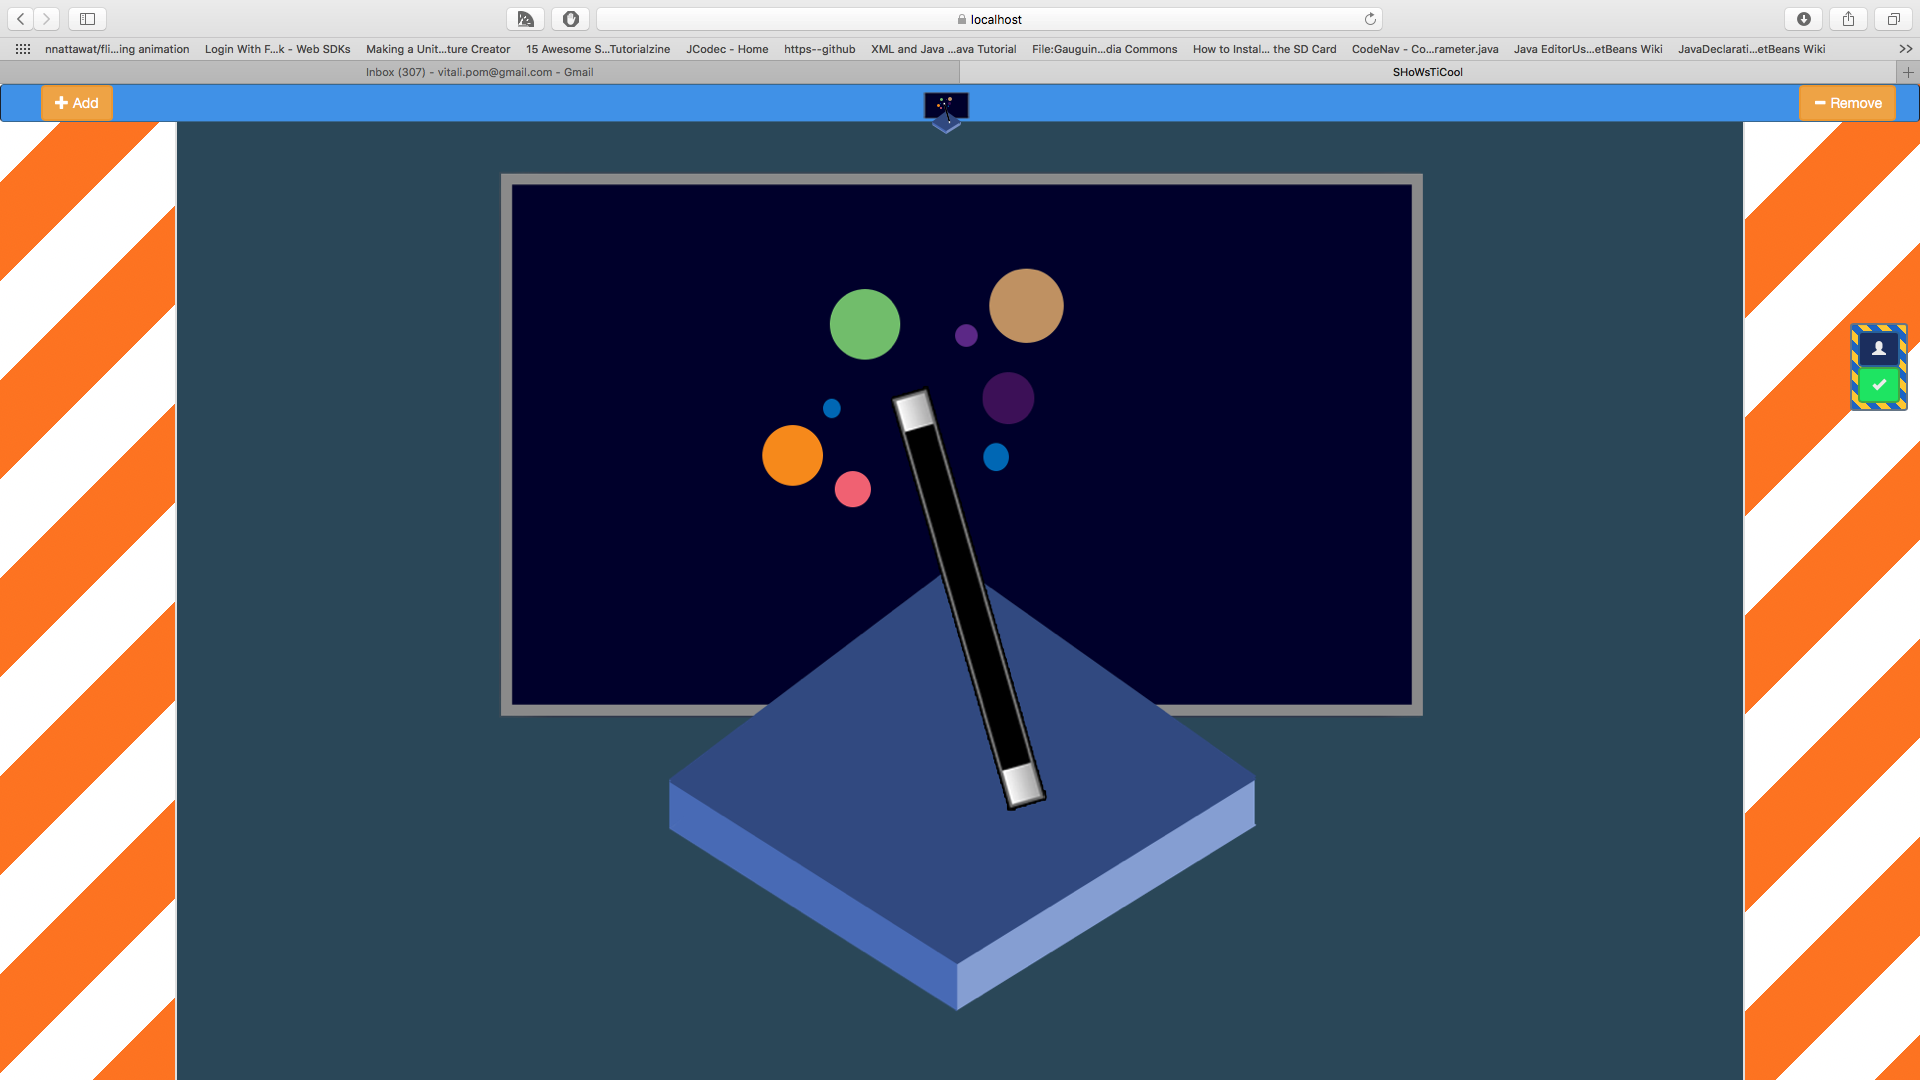 localhost
nnattawat/fli...ing animation Login With F...k - Web SDKs Making a Unit...ture Creator 15 Awesome S...Tutorialzine JCodec - Home https--github XML and Java ...ava Tutorial File:Gauguin...dia Commons How to Instal... the SD Card CodeNav - Co...rameter.java Java EditorUs...etBeans Wiki JavaDeclarati...etBeans Wiki
Inbox (307) - vitali.pom@gmail.com - Gmail SHoWsTiCool
Add Remove